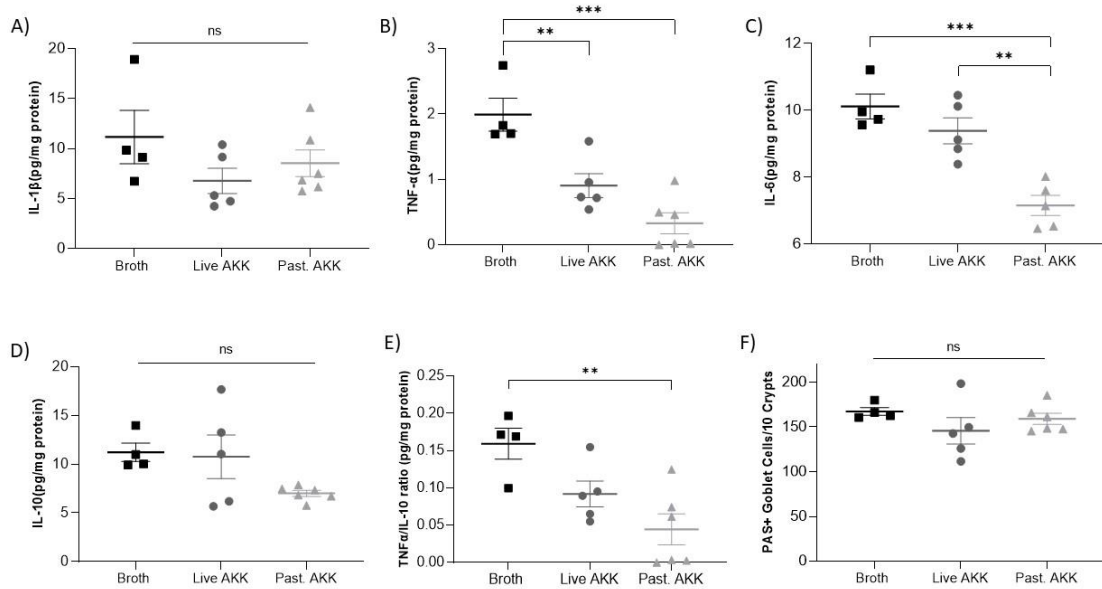 A)
ns
IL-1β(pg/mg protein)
20
15
10
5
0
Broth Live AKK Past. AKK
B)
***
**
TNF-α(pg/mg protein)
3
2
1
0
Broth Live AKK Past. AKK
C)
***
**
IL-6(pg/mg protein)
12
10
8
6
Broth Live AKK Past. AKK
D)
ns
IL-10(pg/mg protein)
20
15
10
5
0
Broth Live AKK Past. AKK
E)
**
TNFα/IL-10 ratio (pg/mg protein)
0.25
0.20
0.15
0.10
0.05
0.00
Broth Live AKK Past. AKK
F)
ns
PAS+ Goblet Cells/10 Crypts
200
150
100
50
0
Broth Live AKK Past. AKK